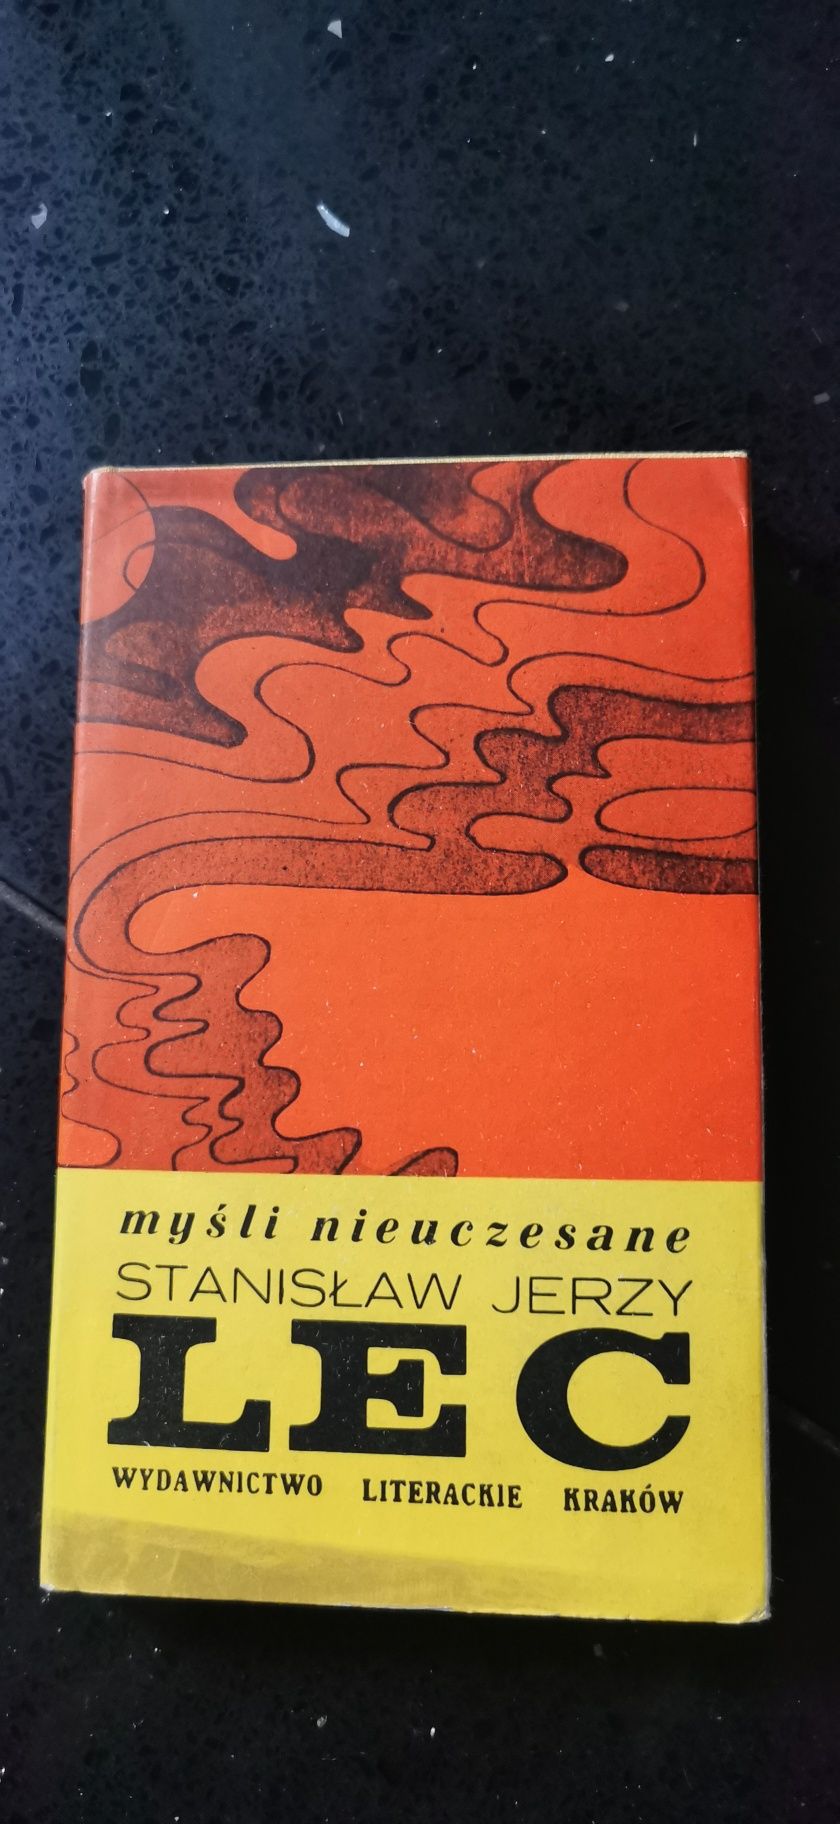 myśli nieuczesane
STANISŁAW JERZY
LEC
WYDAWNICTWO LITERACKIE KRAKÓW